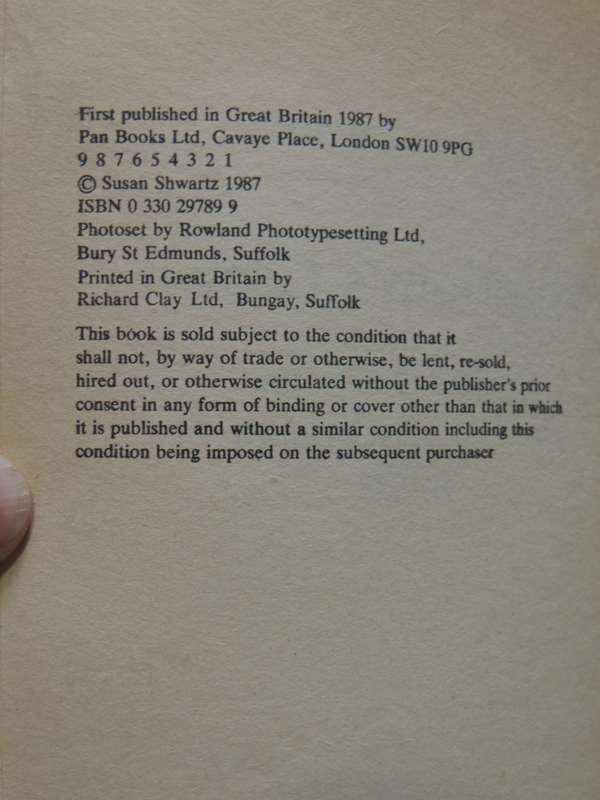 First published in Great Britain 1987 by
Pan Books Ltd, Cavaye Place, London SW10 9PG
9 8 7 6 5 4 3 2 1
© Susan Shwartz 1987
ISBN 0 330 29789 9
Photoset by Rowland Phototypesetting Ltd,
Bury St Edmunds, Suffolk
Printed in Great Britain by
Richard Clay Ltd, Bungay, Suffolk
This book is sold subject to the condition that it
shall not, by way of trade or otherwise, be lent, re-sold,
hired out, or otherwise circulated without the publisher's prior
consent in any form of binding or cover other than that in which
it is published and without a similar condition including this
condition being imposed on the subsequent purchaser